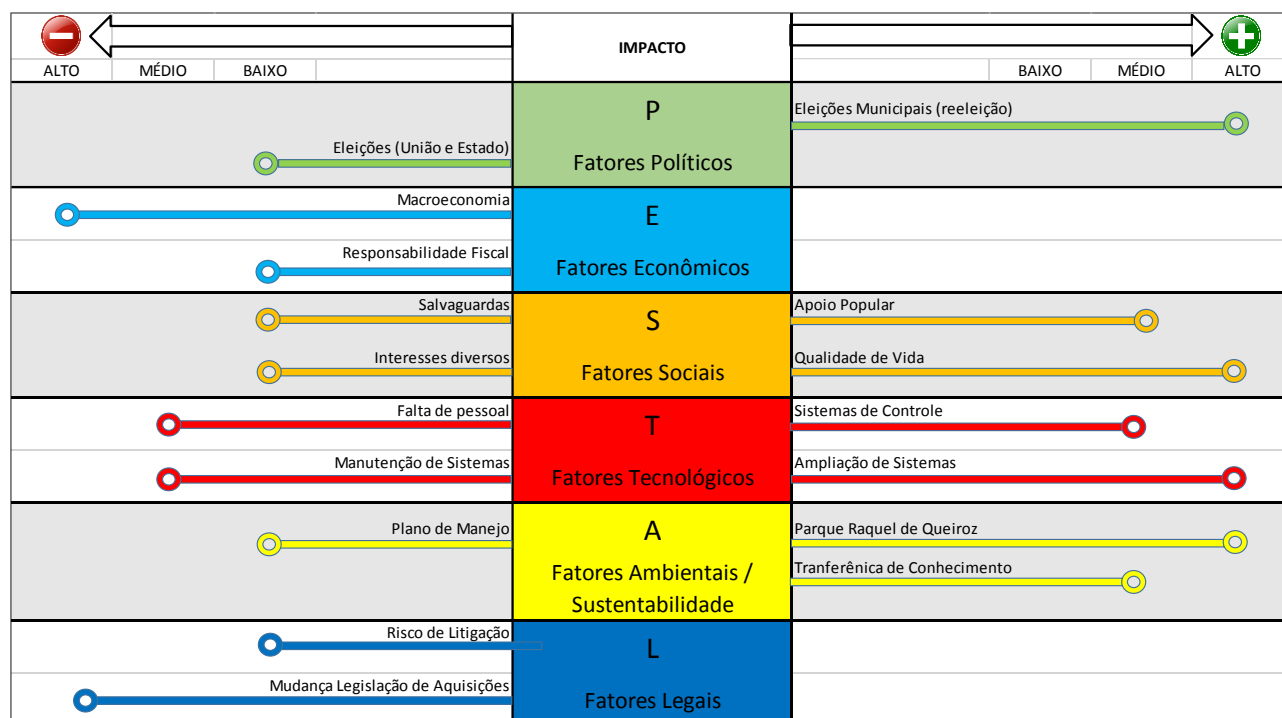 IMPACTO
ALTO MÉDIO BAIXO
BAIXO MÉDIO ALTO
P
Fatores Políticos
Eleições Municipais (reeleição)
Eleições (União e Estado)
Macroeconomia
E
Responsabilidade Fiscal
Fatores Econômicos
Salvaguardas
S
Apoio Popular
Interesses diversos
Fatores Sociais
Qualidade de Vida
Falta de pessoal
T
Sistemas de Controle
Manutenção de Sistemas
Fatores Tecnológicos
Ampliação de Sistemas
Plano de Manejo
A
Parque Raquel de Queiroz
Fatores Ambientais /
Sustentabilidade
Tranferênica de Conhecimento
Risco de Litigação
L
Mudança Legislação de Aquisições
Fatores Legais